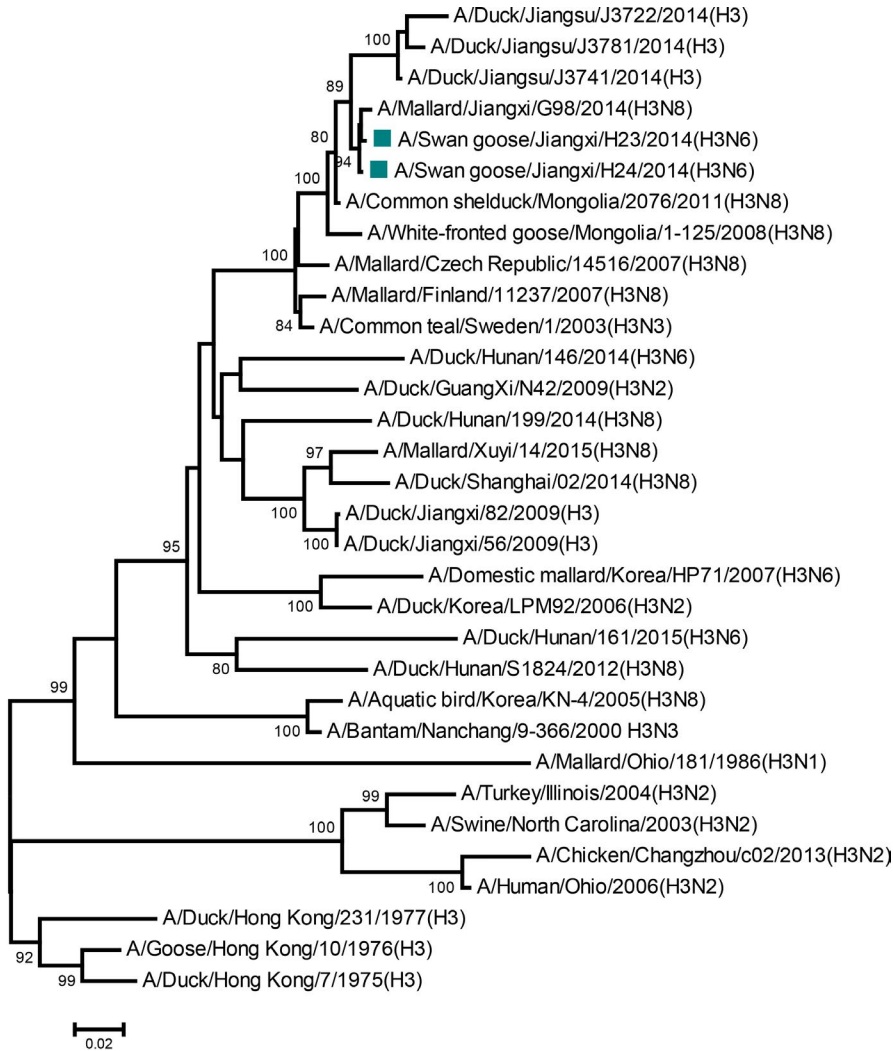 A/Duck/Jiangsu/J3722/2014(H3)
100
A/Duck/Jiangsu/J3781/2014(H3)
A/Duck/Jiangsu/J3741/2014(H3)
89
A/Mallard/Jiangxi/G98/2014(H3N8)
80
A/Swan goose/Jiangxi/H23/2014(H3N6)
94
A/Swan goose/Jiangxi/H24/2014(H3N6)
100
A/Common shelduck/Mongolia/2076/2011(H3N8)
A/White-fronted goose/Mongolia/1-125/2008(H3N8)
100
A/Mallard/Czech Republic/14516/2007(H3N8)
A/Mallard/Finland/11237/2007(H3N8)
84
A/Common teal/Sweden/1/2003(H3N3)
A/Duck/Hunan/146/2014(H3N6)
A/Duck/GuangXi/N42/2009(H3N2)
A/Duck/Hunan/199/2014(H3N8)
97
A/Mallard/Xuyi/14/2015(H3N8)
A/Duck/Shanghai/02/2014(H3N8)
100
A/Duck/Jiangxi/82/2009(H3)
100
A/Duck/Jiangxi/56/2009(H3)
95
A/Domestic mallard/Korea/HP71/2007(H3N6)
100
A/Duck/Korea/LPM92/2006(H3N2)
A/Duck/Hunan/161/2015(H3N6)
80
A/Duck/Hunan/S1824/2012(H3N8)
99
A/Aquatic bird/Korea/KN-4/2005(H3N8)
100
A/Bantam/Nanchang/9-366/2000 H3N3
A/Mallard/Ohio/181/1986(H3N1)
99
A/Turkey/Illinois/2004(H3N2)
100
A/Swine/North Carolina/2003(H3N2)
A/Chicken/Changzhou/c02/2013(H3N2)
100
A/Human/Ohio/2006(H3N2)
A/Duck/Hong Kong/231/1977(H3)
92
A/Goose/Hong Kong/10/1976(H3)
99
A/Duck/Hong Kong/7/1975(H3)
0.02